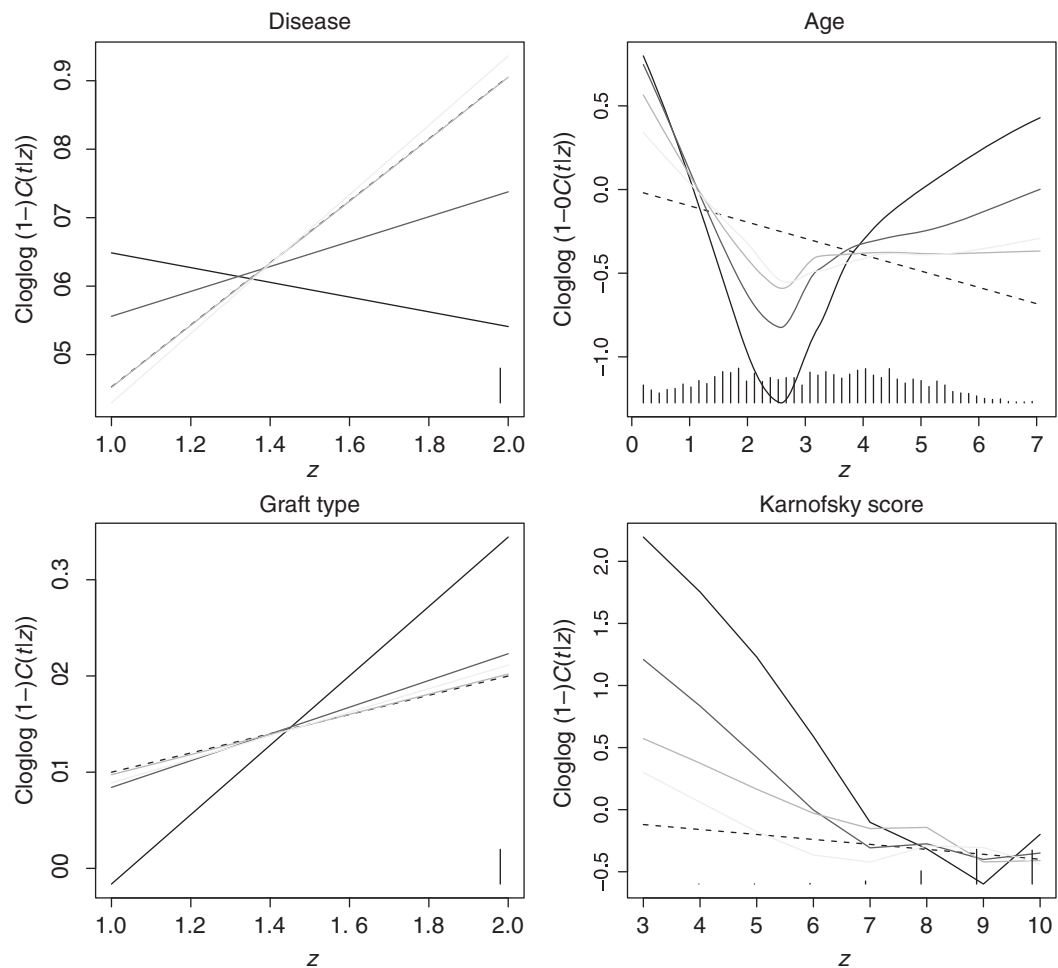 Disease
Cloglog (1–)C(t|z))
0.9
0.8
07
06
05
1.0 1.2 1.4 1.6 1.8 2.0
z
Age
Cloglog (1–0C(t|z))
0.5
0.0
−0.5
−1.0
0 1 2 3 4 5 6 7
z
Graft type
Cloglog (1–)C(t|z))
0.3
02
0.1
00
1.0 1.2 1.4 1. 6 1.8 2.0
z
Karnofsky score
Cloglog (1–)C(t|z))
2.0
1.5
1.0
0.0
−0.5
3 4 5 6 7 8 9 10
z